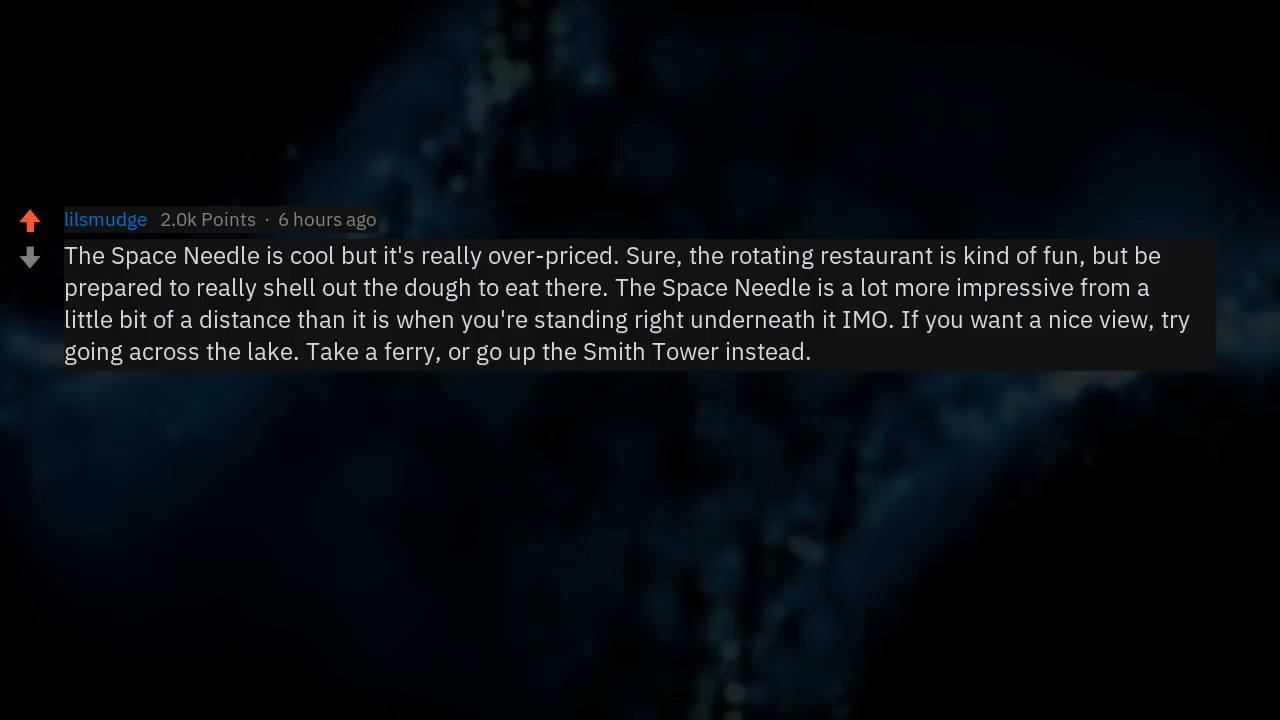 lilsmudge 2.0k Points · 6 hours ago
The Space Needle is cool but it's really over-priced. Sure, the rotating restaurant is kind of fun, but be
prepared to really shell out the dough to eat there. The Space Needle is a lot more impressive from a
little bit of a distance than it is when you're standing right underneath it IMO. If you want a nice view, try
going across the lake. Take a ferry, or go up the Smith Tower instead.